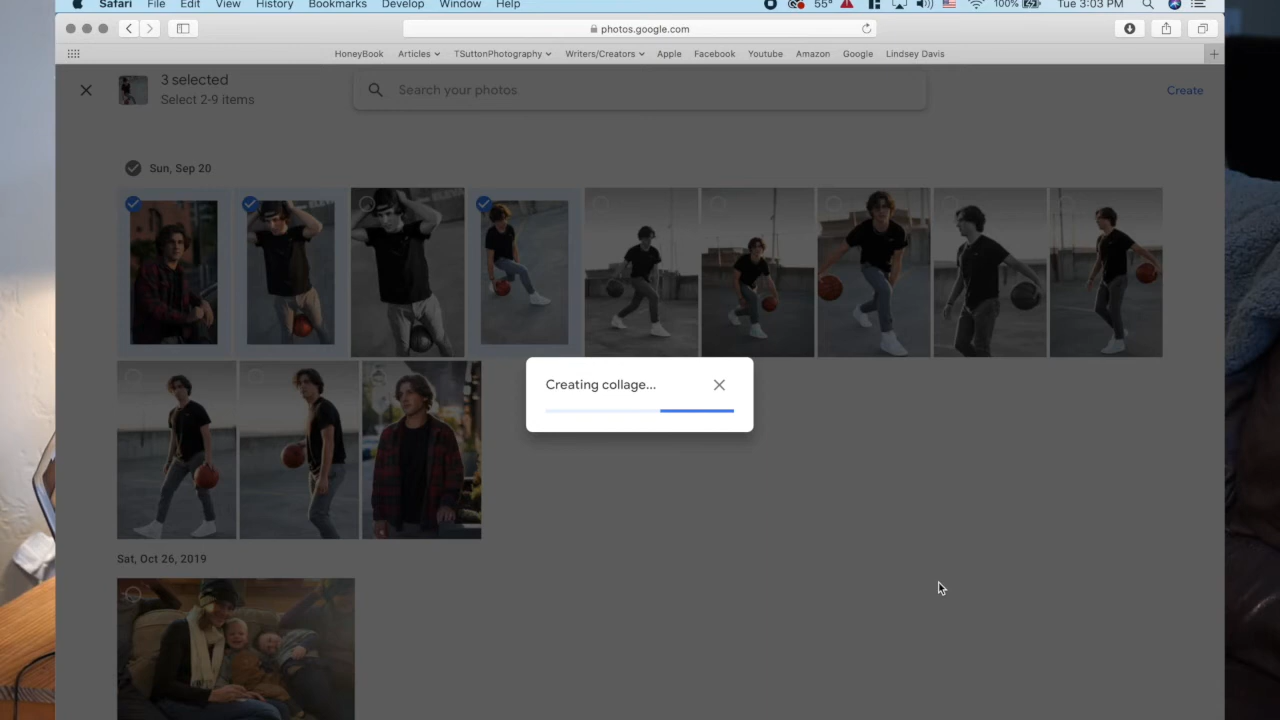 Safari File Edit View History Bookmarks Develop Window Help 55° 100% Tue 3:03 PM
photos.google.com
HoneyBook Articles TSuttonPhotography Writers/Creators Apple Facebook Youtube Amazon Google Lindsey Davis
3 selected
Select 2-9 items
Search your photos
Create
Sun, Sep 20
Creating collage...
Sat, Oct 26, 2019